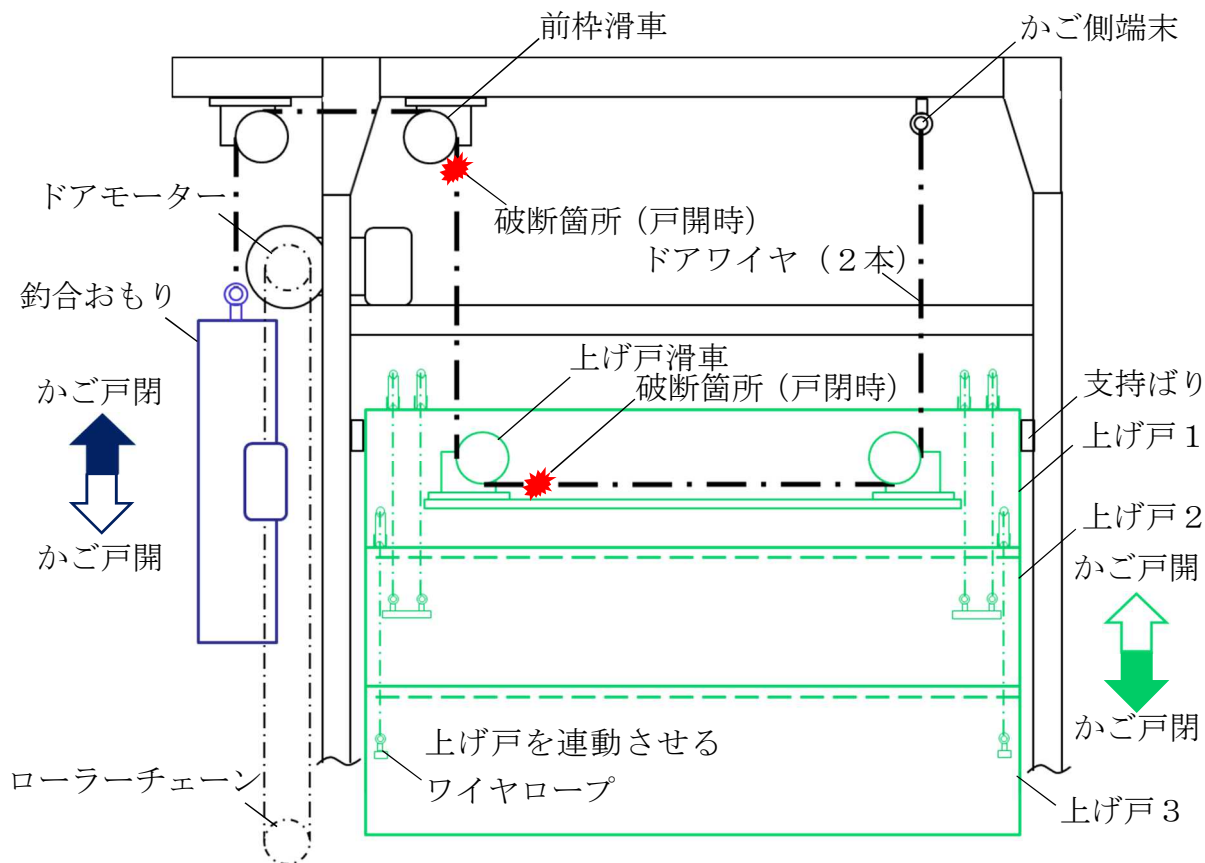 前枠滑車
かご側端末
ドアモーター
破断箇所（戸開時）
ドアワイヤ（２本）
釣合おもり
上げ戸滑車
破断箇所（戸閉時）
支持ばり
かご戸閉
上げ戸１
上げ戸２
かご戸開
かご戸開
かご戸閉
上げ戸を連動させる
ワイヤロープ
ローラーチェーン
上げ戸３